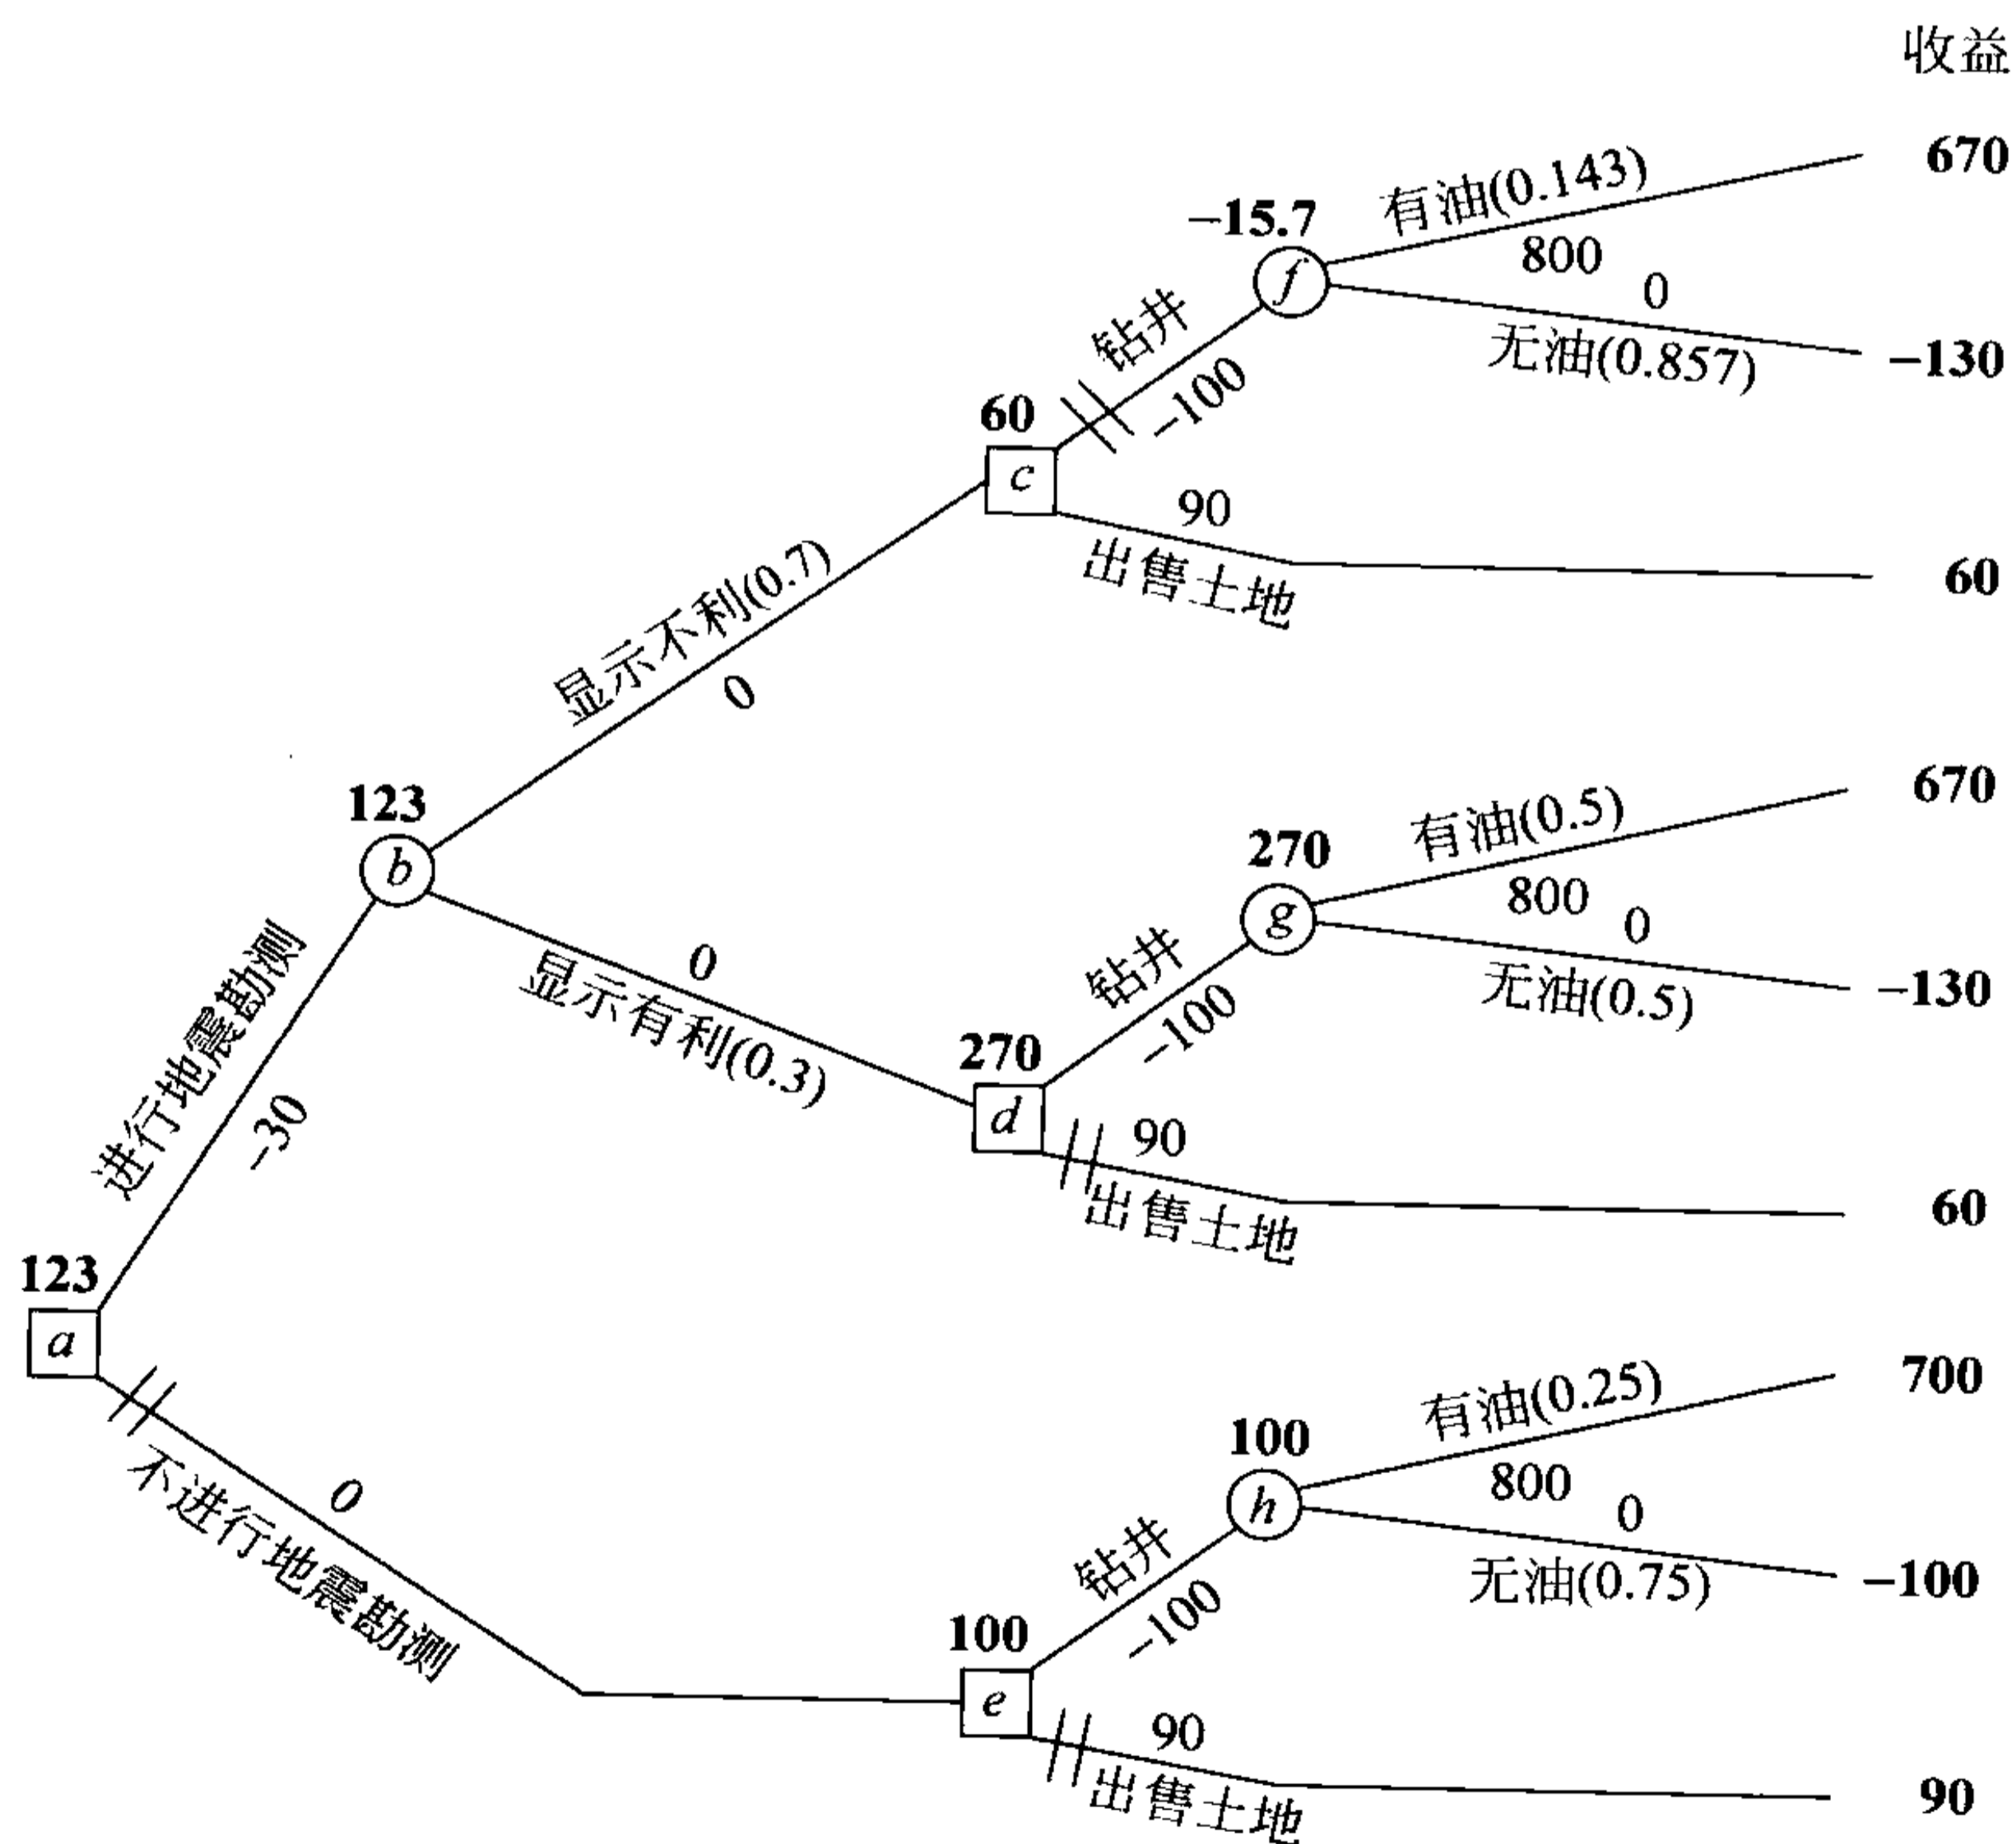 收益
670
有油(0.143)
-15.7
f
800
0
钻井
无油(0.857)
-130
-100
60
c
90
出售土地
60
显示不利(0.7)
0
670
有油(0.5)
270
123
g
800
0
b
钻井
无油(0.5)
-130
0
显示有利(0.3)
-100
270
进行地震勘测
d
90
-30
出售土地
60
123
a
700
有油(0.25)
100
h
800
0
不进行地震勘测
0
钻井
无油(0.75)
-100
-100
100
e
90
出售土地
90